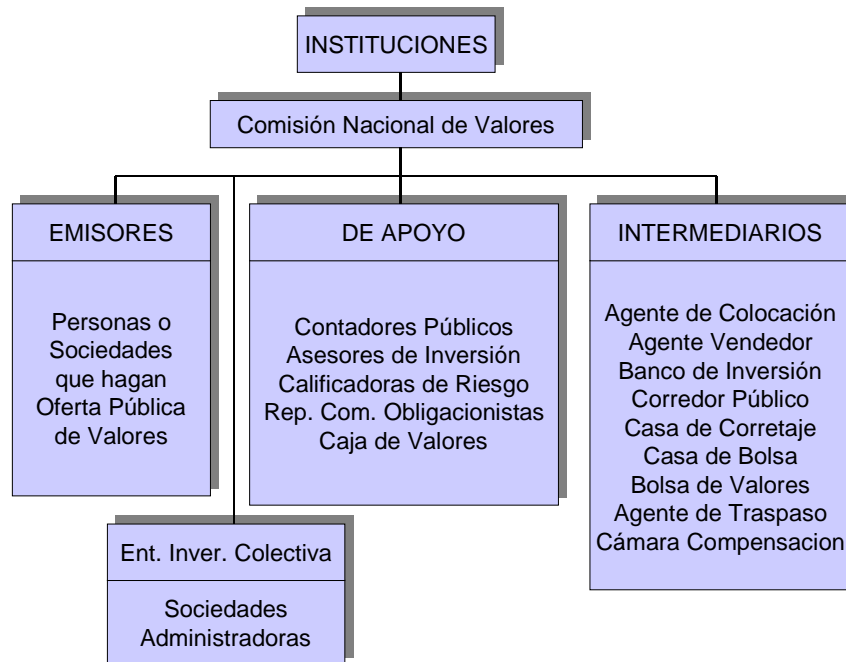 INSTITUCIONES
Comisión Nacional de Valores
EMISORES
Personas o
Sociedades
que hagan
Oferta Pública
de Valores
DE APOYO
Contadores Públicos
Asesores de Inversión
Calificadoras de Riesgo
Rep. Com. Obligacionistas
Caja de Valores
INTERMEDIARIOS
Agente de Colocación
Agente Vendedor
Banco de Inversión
Corredor Público
Casa de Corretaje
Casa de Bolsa
Bolsa de Valores
Agente de Traspaso
Cámara Compensacion
Ent. Inver. Colectiva
Sociedades
Administradoras